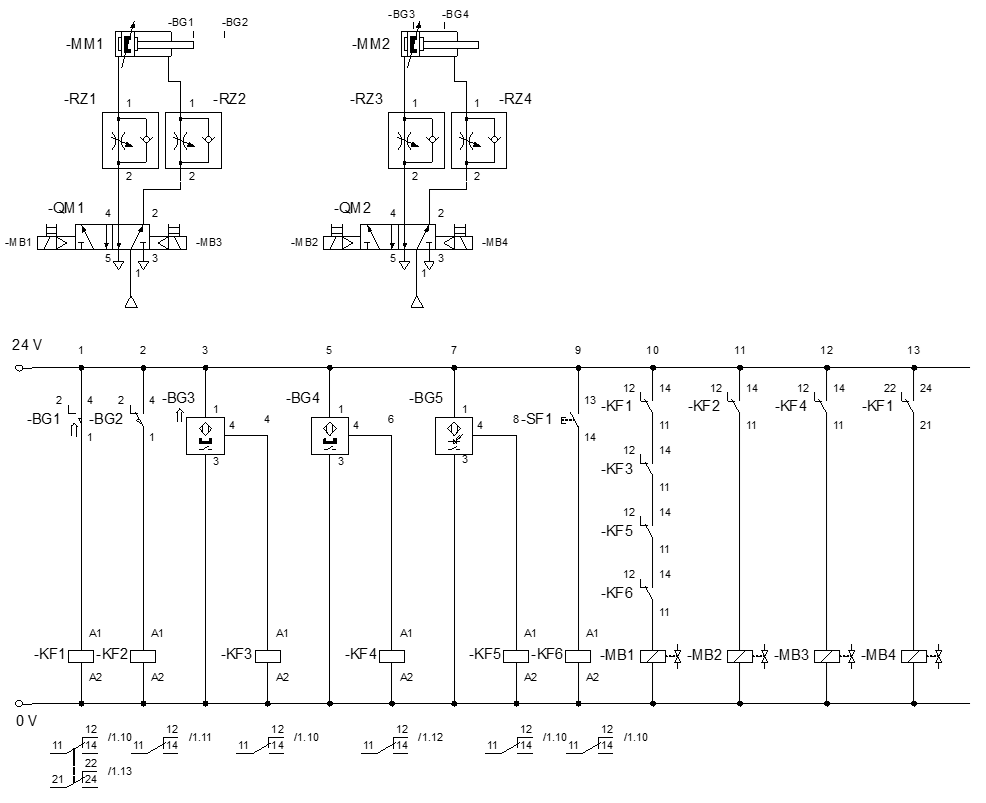 -BG1 -BG2 -BG3 -BG4
-MM1 -MM2
-RZ1 1 1 -RZ2 -RZ3 1 1 -RZ4
2 2 2 2
-QM1 4 2 -QM2 4 2
-MB1 -MB3 -MB2 -MB4
5 3 5 3
1 1
24 V 1 2 3 5 7 9 10 11 12 13
12 14 12 14 12 14 22 24
2 4 2 4 -BG3 -BG4 -BG5 13 -KF1 -KF2 -KF4 -KF1
-BG1 -BG2 1 4 1 6 1 8 -SF1
4 4 4 11 11 11 21
1 1 14
3 3 3 12 14
-KF3
11
12 14
-KF5
11
12 14
-KF6
11
A1 A1 A1 A1 A1 A1
-KF1 -KF2 -KF3 -KF4 -KF5 -KF6 -MB1 -MB2 -MB3 -MB4
A2 A2 A2 A2 A2 A2
0 V
12 12 12 12 12 12
11 14 /1.10 11 14 /1.11 11 14 /1.10 11 14 /1.12 11 14 /1.10 11 14 /1.10
22
21 24 /1.13